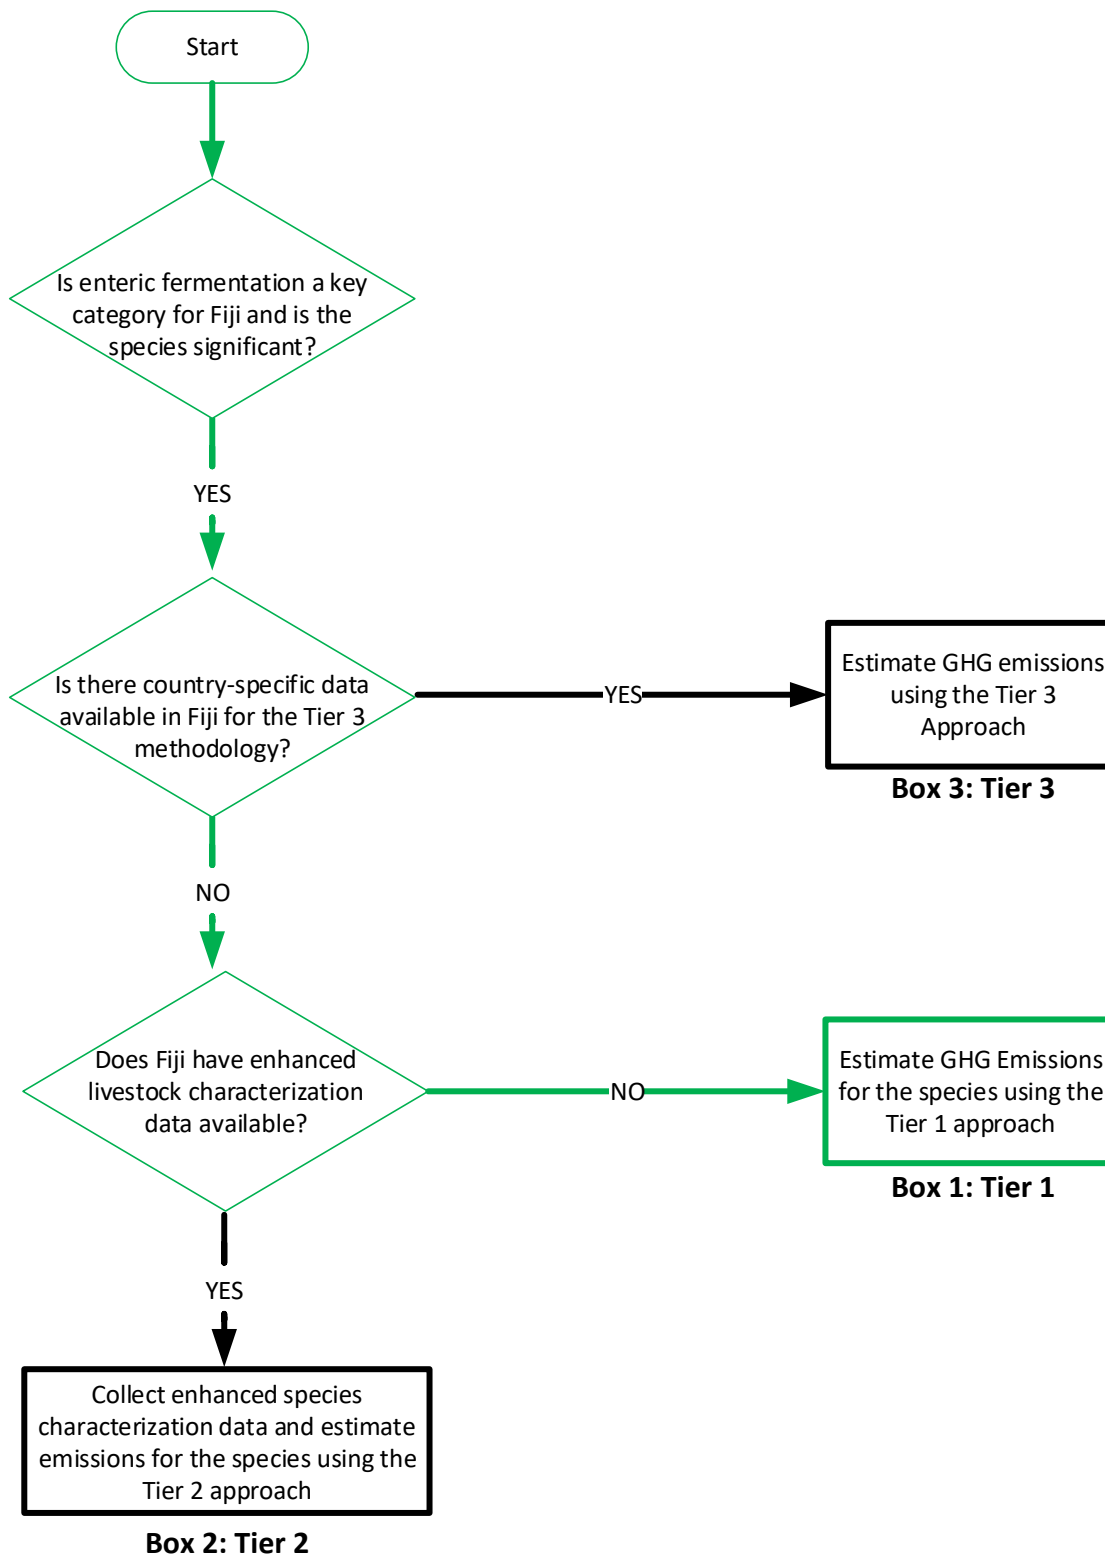 Start
Is enteric fermentation a key
category for Fiji and is the
species significant?
YES
Is there country-specific data
available in Fiji for the Tier 3
methodology?
YES
Estimate GHG emissions
using the Tier 3
Approach
Box 3: Tier 3
NO
Does Fiji have enhanced
livestock characterization
data available?
NO
Estimate GHG Emissions
for the species using the
Tier 1 approach
Box 1: Tier 1
YES
Collect enhanced species
characterization data and estimate
emissions for the species using the
Tier 2 approach
Box 2: Tier 2